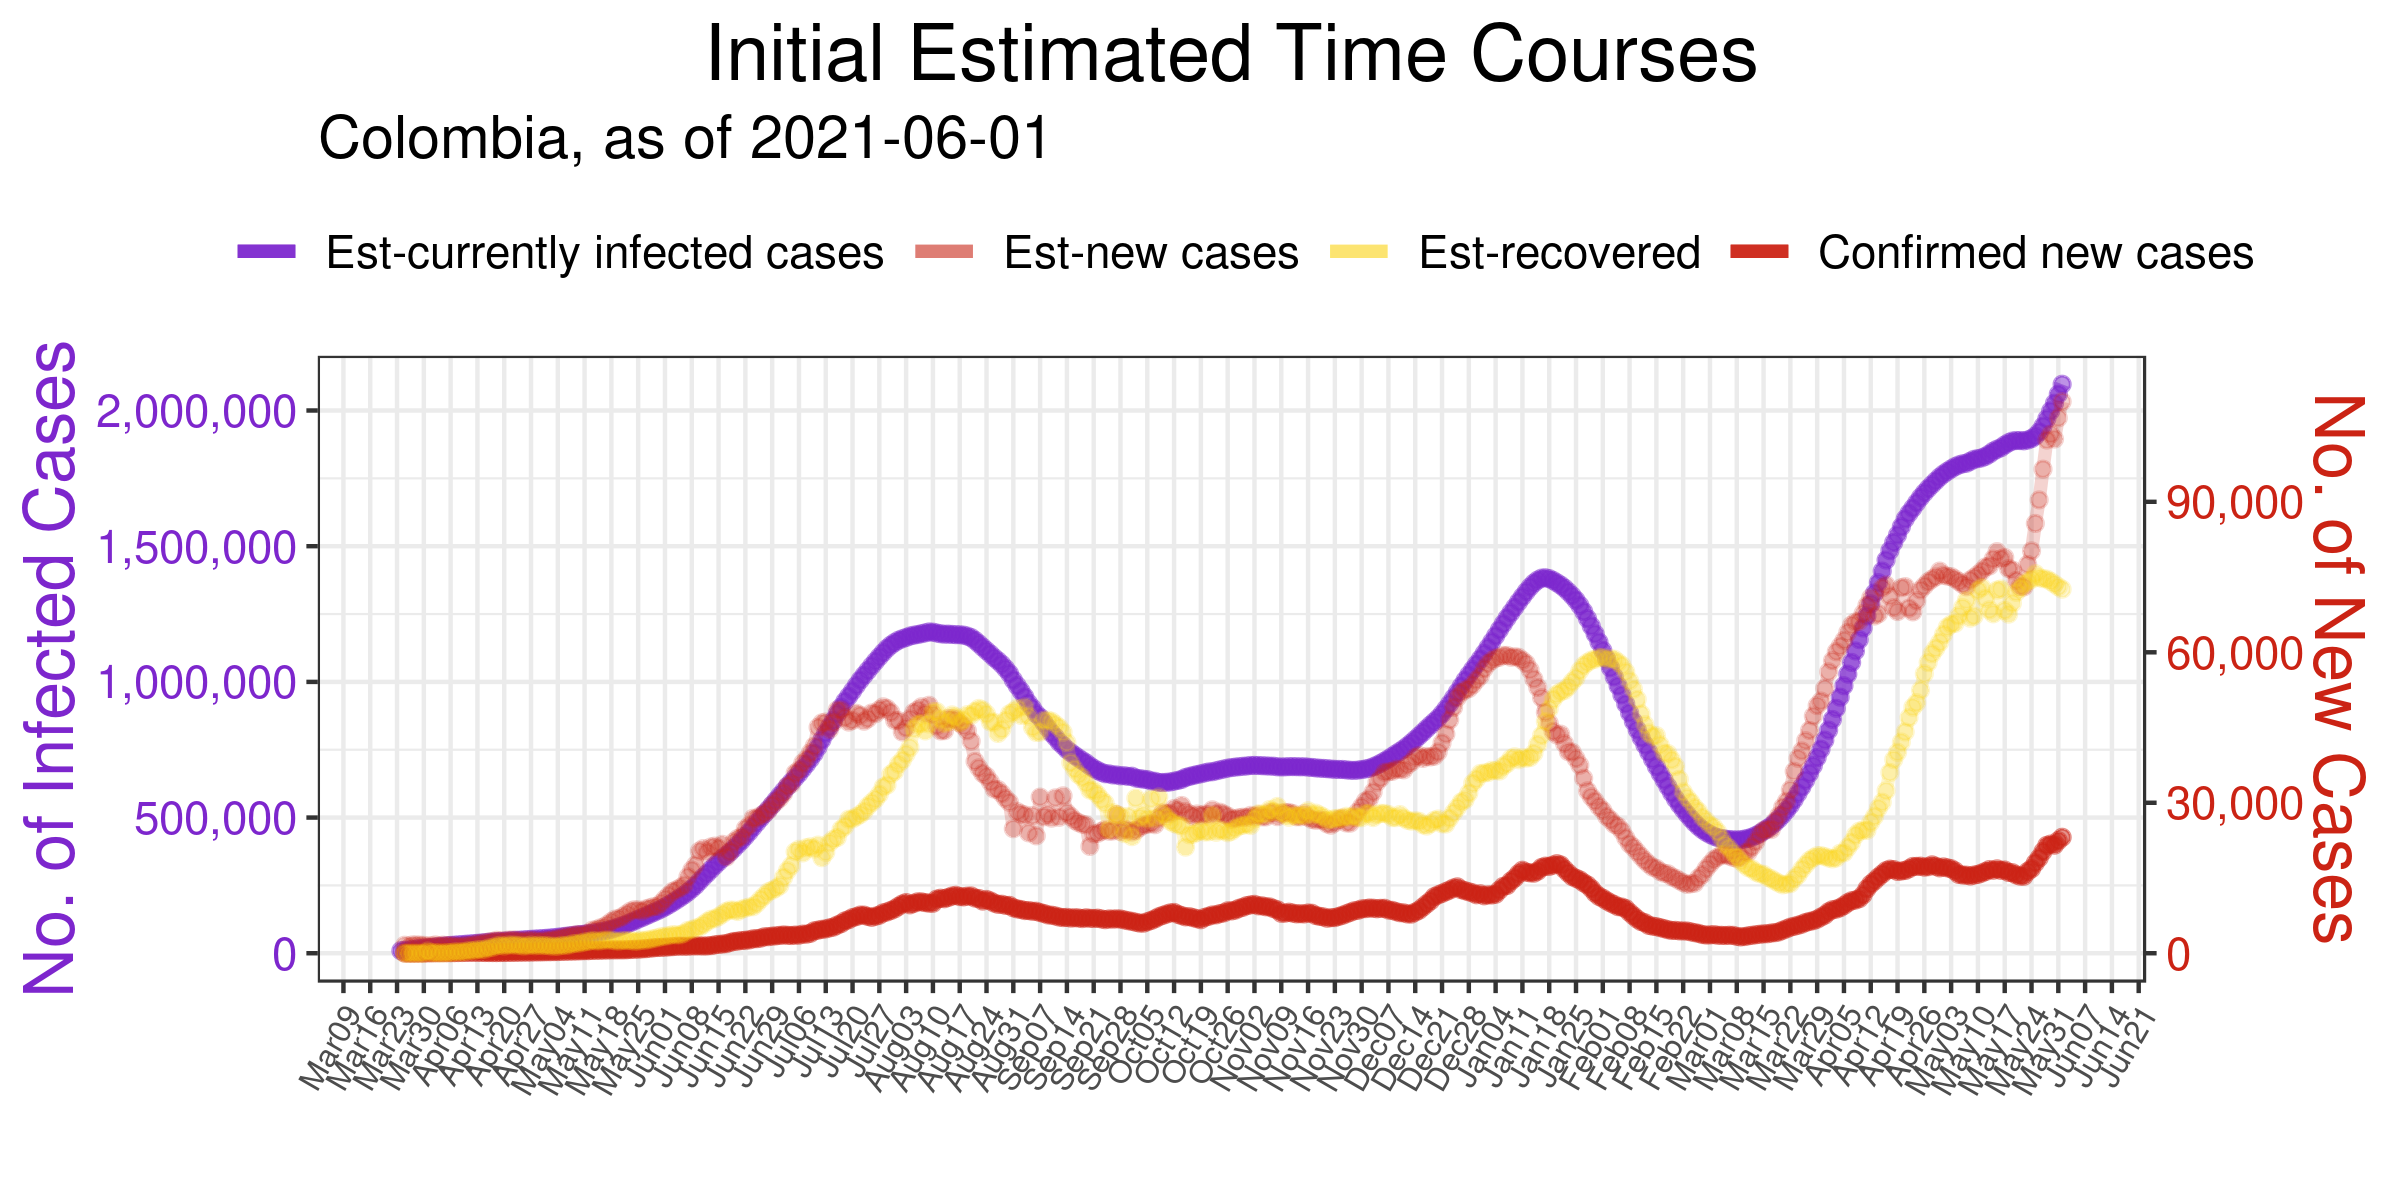 Initial Estimated Time Courses
Colombia, as of 2021-06-01
Est-currently infected cases Est-new cases Est-recovered Confirmed new cases
No. of Infected Cases
2,000,000
1,500,000
1,000,000
500,000
0
90,000
60,000
30,000
0
No. of New Cases
Mar09 Mar16 Mar23 Mar30 Apr06 Apr13 Apr20 Apr27 May04 May11 May18 May25 Jun01 Jun08 Jun15 Jun22 Jun29 Jul06 Jul13 Jul20 Jul27 Aug03 Aug10 Aug17 Aug24 Aug31 Sep07 Sep14 Sep21 Sep28 Oct05 Oct12 Oct19 Oct26 Nov02 Nov09 Nov16 Nov23 Nov30 Dec07 Dec14 Dec21 Dec28 Jan04 Jan11 Jan18 Jan25 Feb01 Feb08 Feb15 Feb22 Mar01 Mar08 Mar15 Mar22 Mar29 Apr05 Apr12 Apr19 Apr26 May03 May10 May17 May24 May31 Jun07 Jun14 Jun21